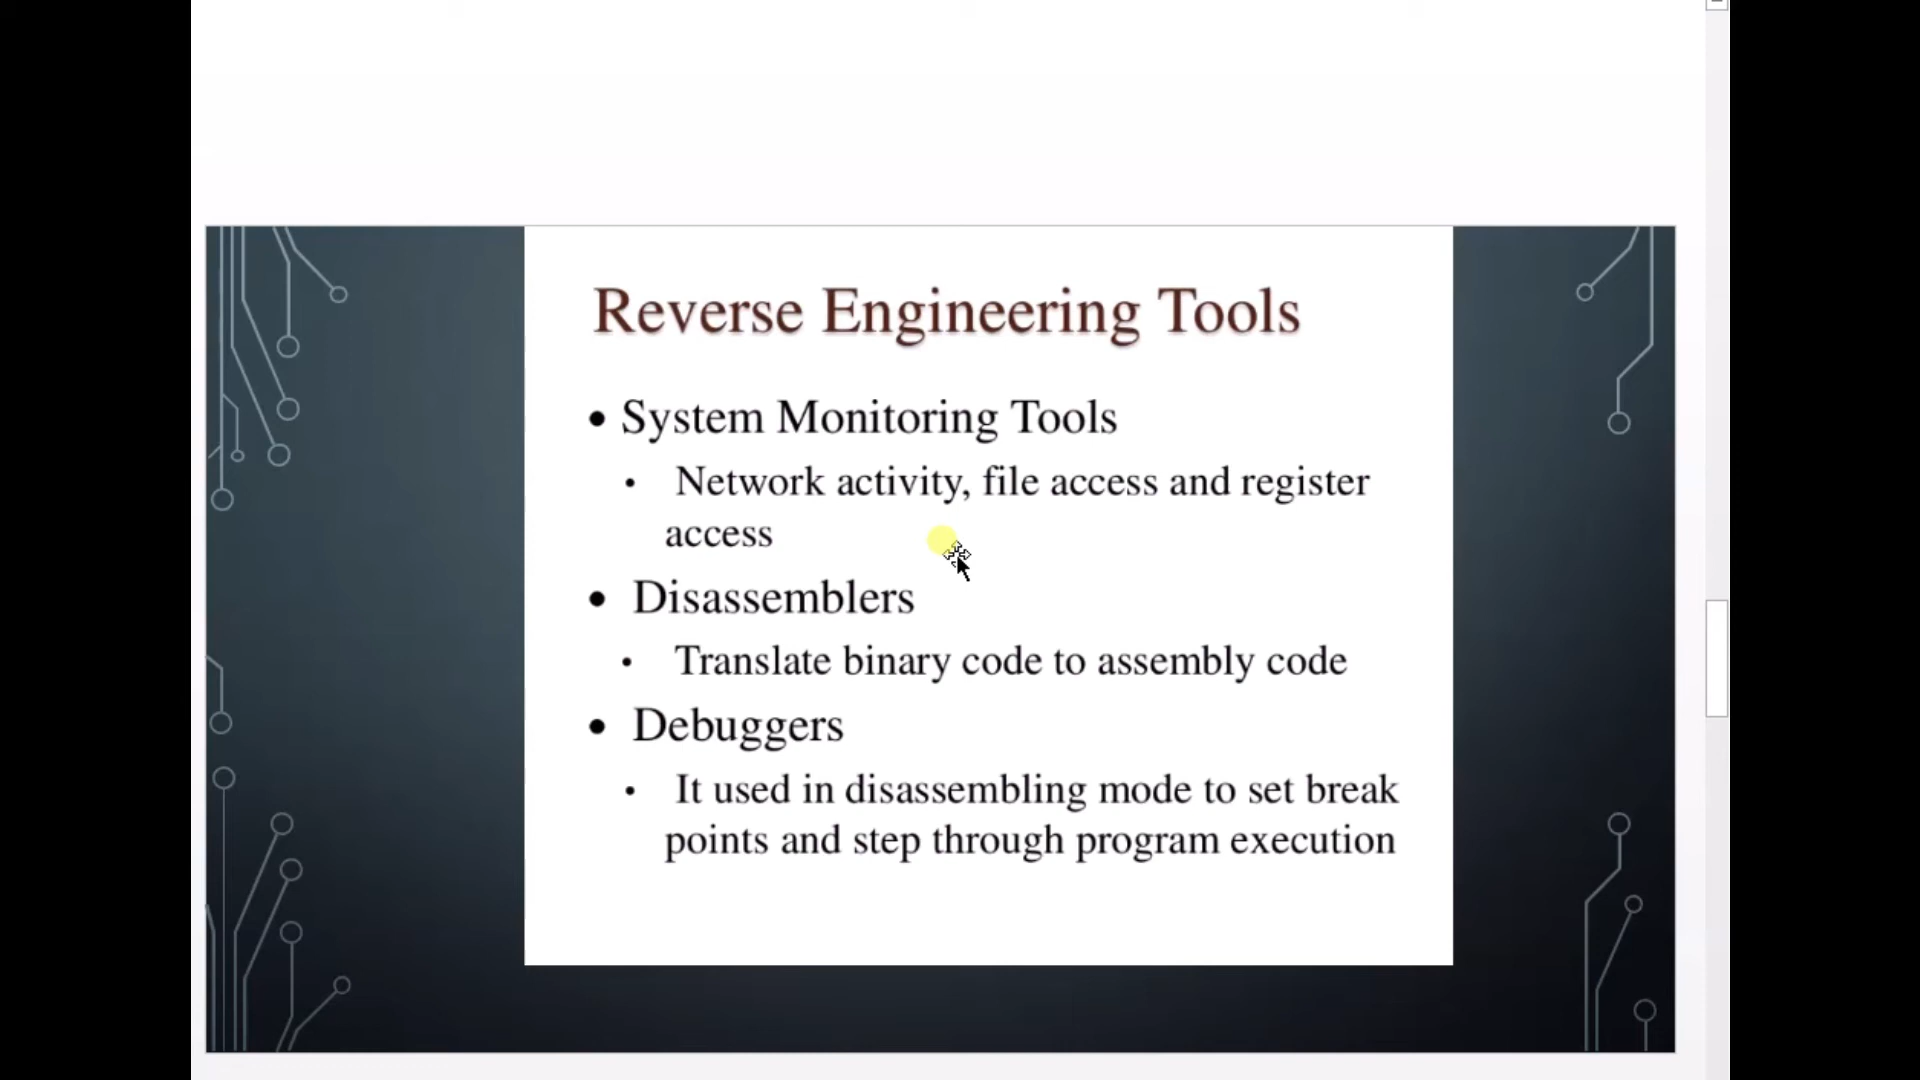 Reverse Engineering Tools
• System Monitoring Tools
• Network activity, file access and register
access
• Disassemblers
• Translate binary code to assembly code
• Debuggers
• It used in disassembling mode to set break
points and step through program execution